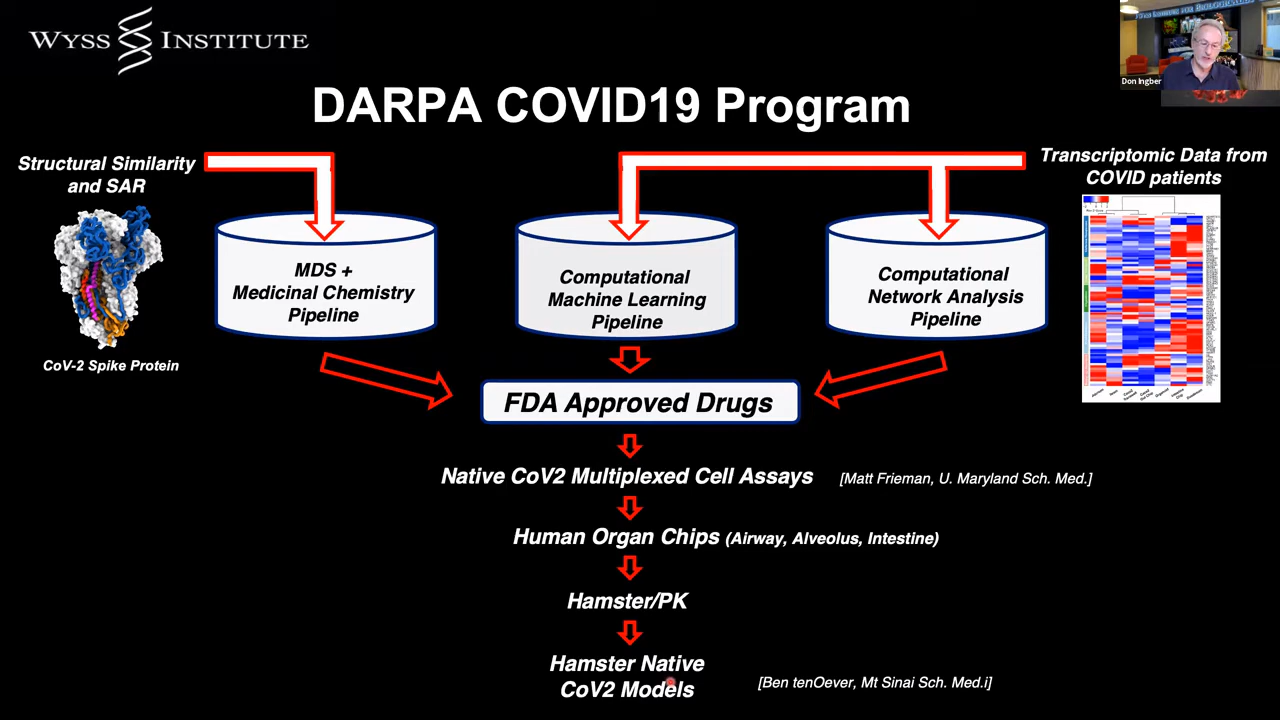 WYSS INSTITUTE
Don Ingber
DARPA COVID19 Program
Structural Similarity
and SAR
CoV-2 Spike Protein
Transcriptomic Data from
COVID patients
MDS +
Medicinal Chemistry
Pipeline
Computational
Machine Learning
Pipeline
Computational
Network Analysis
Pipeline
FDA Approved Drugs
Native CoV2 Multiplexed Cell Assays
[Matt Frieman, U. Maryland Sch. Med.]
Human Organ Chips (Airway, Alveolus, Intestine)
Hamster/PK
Hamster Native
CoV2 Models
[Ben tenOever, Mt Sinai Sch. Med.i]